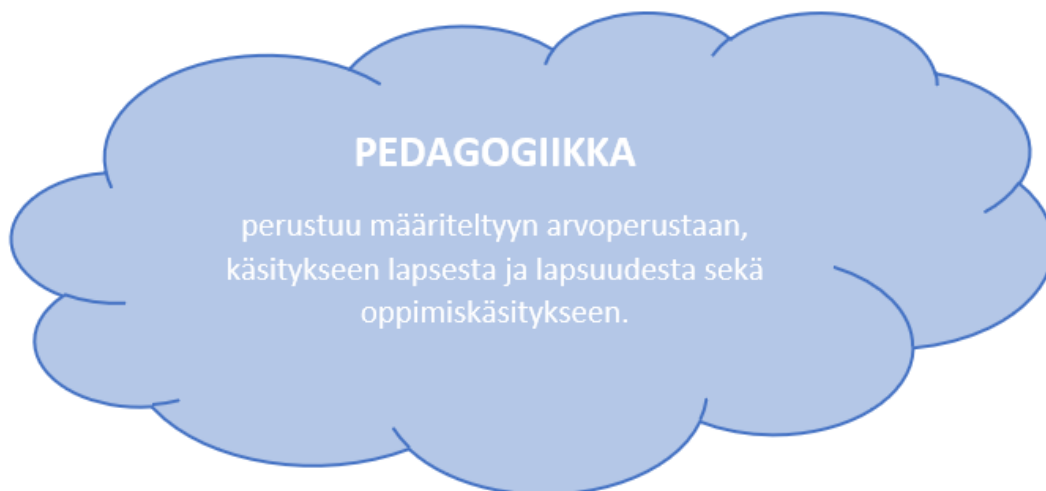 PEDAGOGIIKKA
perustuu määriteltyyn arvoperustaan,
käsitykseen lapsesta ja lapsuudesta sekä
oppimiskäsitykseen.